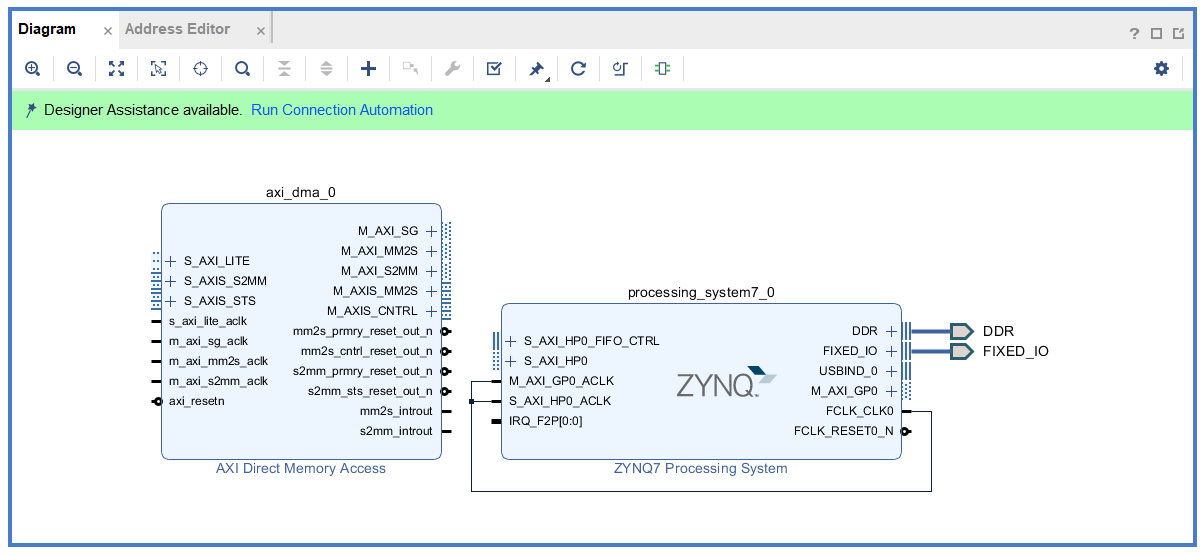 Diagram × Address Editor ×
? 
Designer Assistance available. Run Connection Automation
axi_dma_0
M_AXI_SG
M_AXI_MM2S
S_AXI_LITE
M_AXI_S2MM
S_AXIS_S2MM
M_AXIS_MM2S
S_AXIS_STS
M_AXIS_CNTRL
s_axi_lite_aclk
mm2s_prmry_reset_out_n
m_axi_sg_aclk
mm2s_cntrl_reset_out_n
m_axi_mm2s_aclk
s2mm_prmry_reset_out_n
m_axi_s2mm_aclk
s2mm_sts_reset_out_n
axi_resetn
mm2s_introut
s2mm_introut
AXI Direct Memory Access
processing_system7_0
DDR
S_AXI_HP0_FIFO_CTRL
FIXED_IO
S_AXI_HP0
USBIND_0
M_AXI_GP0_ACLK
M_AXI_GP0
S_AXI_HP0_ACLK
FCLK_CLK0
IRQ_F2P[0:0]
FCLK_RESET0_N
ZYNQ™
ZYNQ7 Processing System
DDR
FIXED_IO